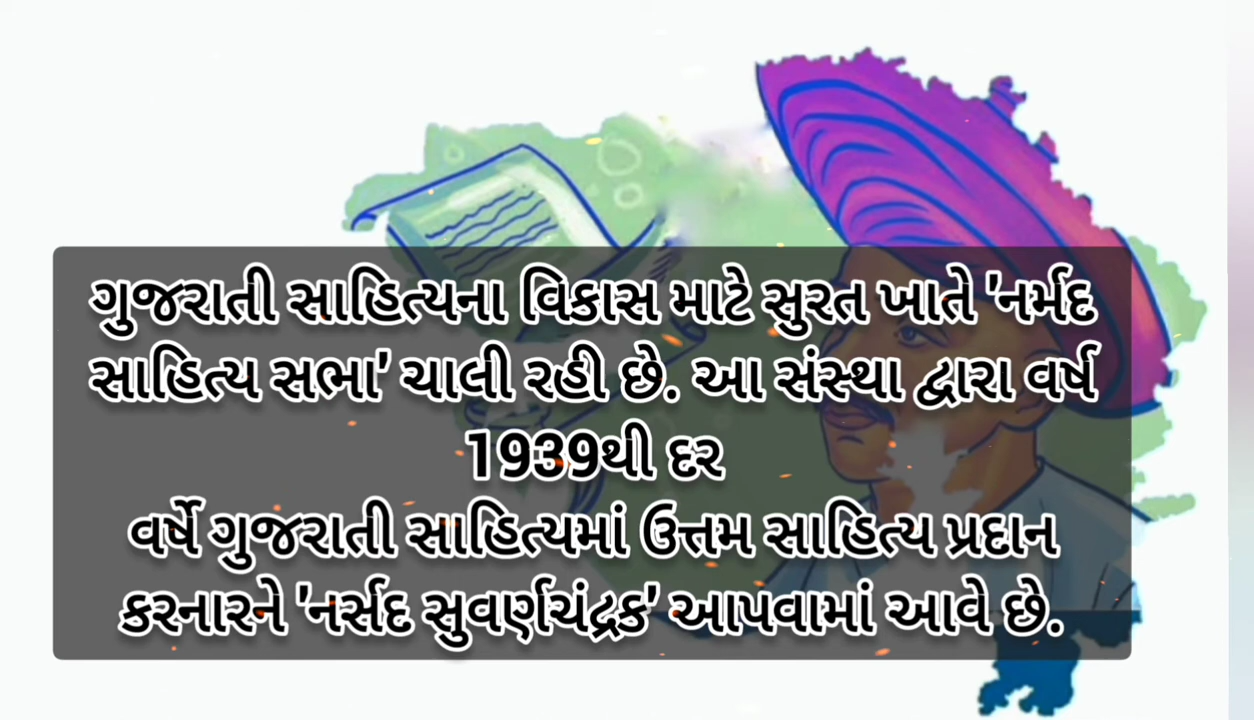 ગુજરાતી સાહિત્યના વિકાસ માટે સુરત ખાતે 'નર્મદ
સાહિત્ય સભા' ચાલી રહી છે. આ સંસ્થા દ્વારા વર્ષ
1939થી દર
વર્ષે ગુજરાતી સાહિત્યમાં ઉત્તમ સાહિત્ય પ્રદાન
કરનારને 'નર્સદ સુવર્ણચંદ્રક' આપવામાં આવે છે.